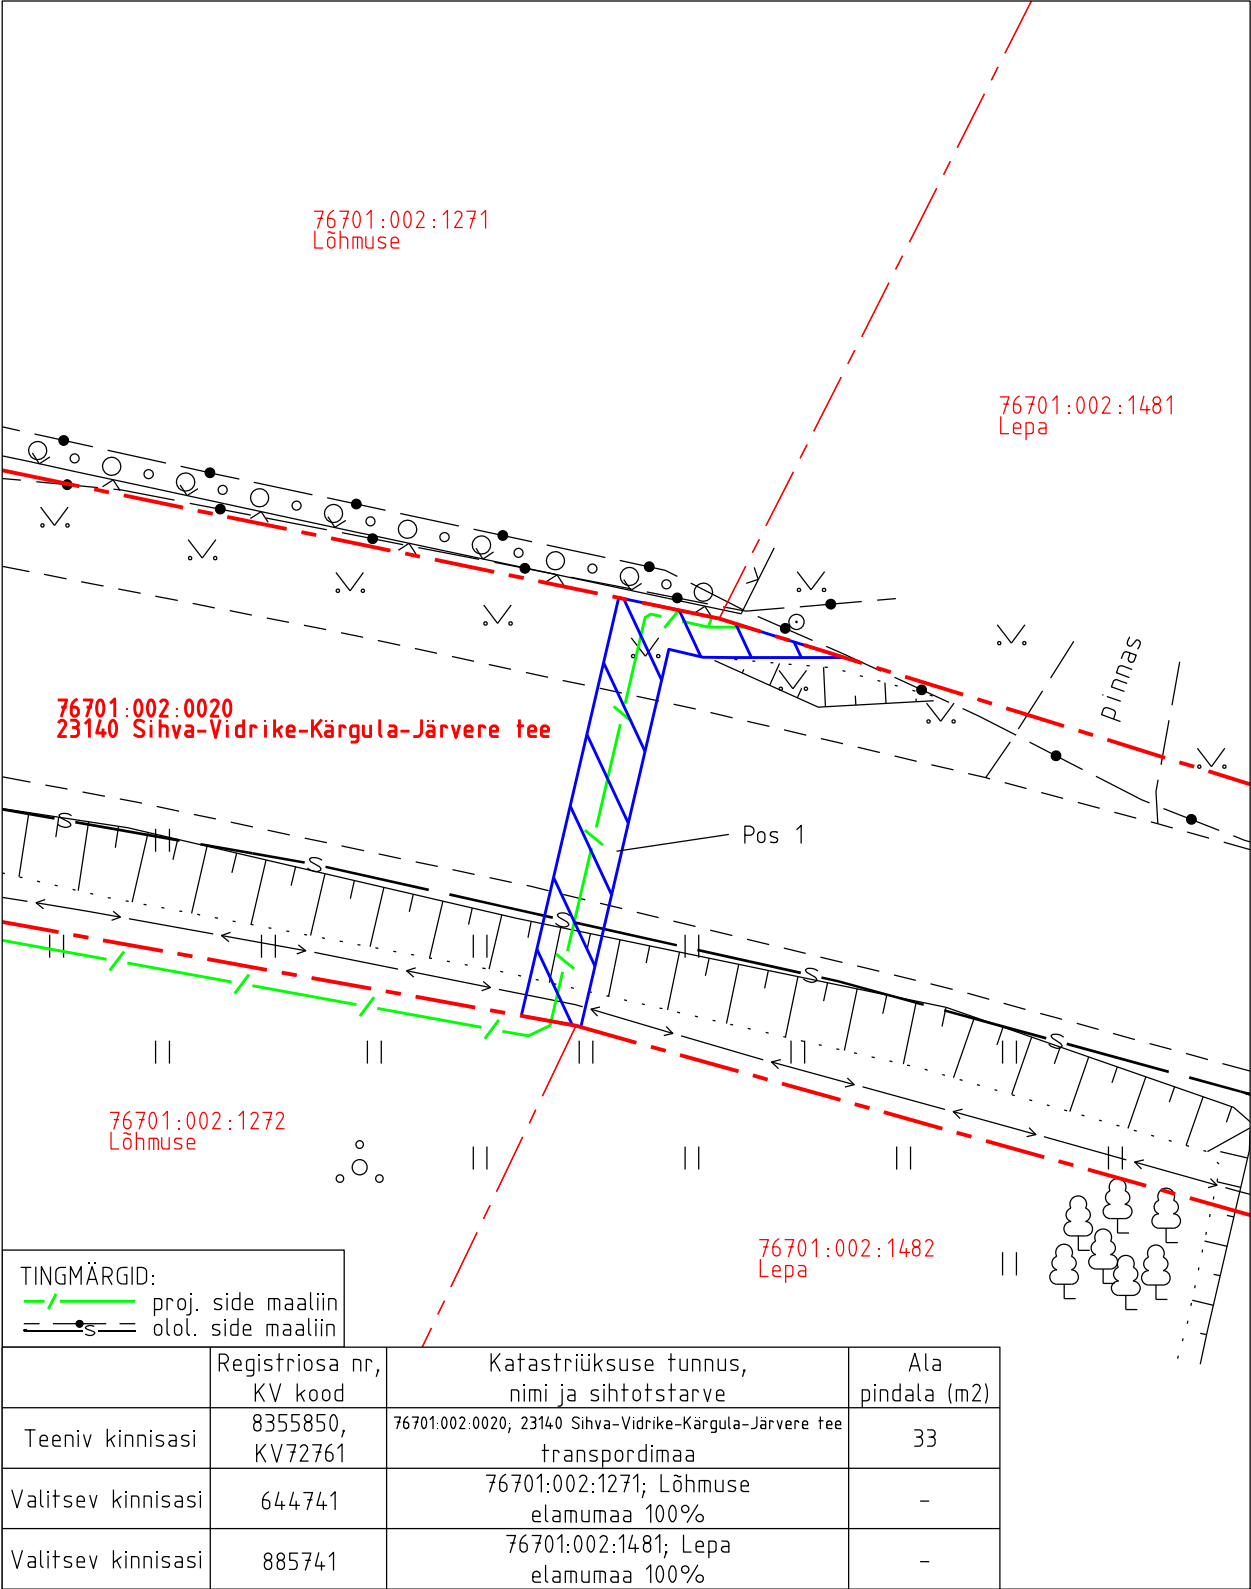 76701:002:1271
Lõhmuse
76701:002:1481
Lepa
pinnas
76701:002:0020
23140 Sihva-Vidrike-Kärgula-Järvere tee
Pos 1
S
S
S
S
S
76701:002:1272
Lõhmuse
76701:002:1482
Lepa
TINGMÄRGID:
proj. side maaliin
S olol. side maaliin
Registriosa nr, KV kood
Katastriüksuse tunnus, nimi ja sihtotstarve
Ala pindala (m2)
Teeniv kinnisasi
8355850, KV72761
76701:002:0020; 23140 Sihva-Vidrike-Kärgula-Järvere tee
transpordimaa
33
Valitsev kinnisasi
644741
76701:002:1271; Lõhmuse
elamumaa 100%
-
Valitsev kinnisasi
885741
76701:002:1481; Lepa
elamumaa 100%
-